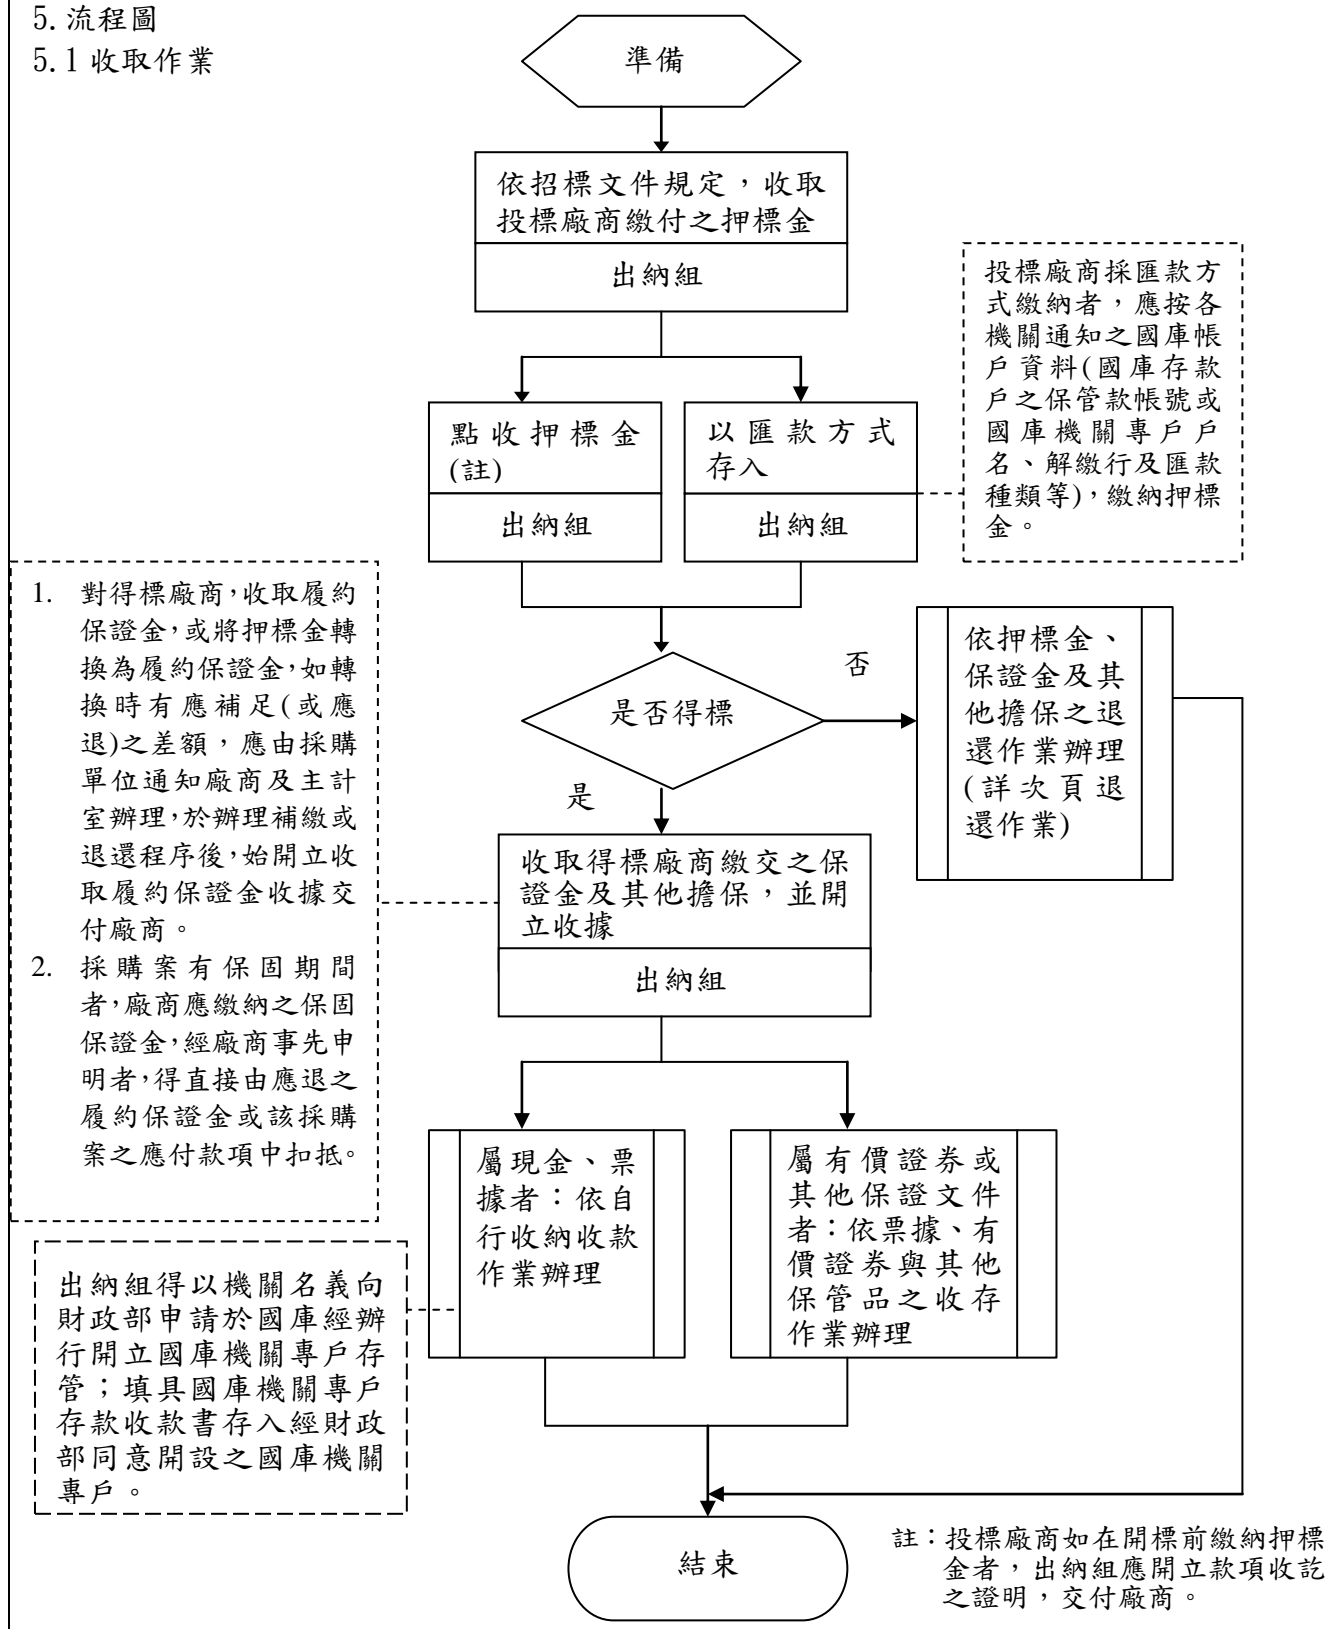 5.流程圖
5.1 收取作業
準備
依招標文件規定，收取
投標廠商繳付之押標金
出納組
投標廠商採匯款方
式繳納者，應按各
機關通知之國庫帳
戶資料(國庫存款
戶之保管款帳號或
國庫機關專戶戶
名、解繳行及匯款
種類等)，繳納押標
金。
點收押標金
(註)
出納組
以匯款方式
存入
出納組
1. 對得標廠商，收取履約
保證金，或將押標金轉
換為履約保證金，如轉
換時有應補足(或應
退)之差額，應由採購
單位通知廠商及主計
室辦理，於辦理補繳或
退還程序後，始開立收
取履約保證金收據交
付廠商。
2. 採購案有保固期間
者，廠商應繳納之保固
保證金，經廠商事先申
明者，得直接由應退之
履約保證金或該採購
案之應付款項中扣抵。
是否得標
否
是
依押標金、
保證金及其
他擔保之退
還作業辦理
(詳次頁退
還作業)
收取得標廠商繳交之保
證金及其他擔保，並開
立收據
出納組
屬現金、票
據者：依自
行收納收款
作業辦理
屬有價證券或
其他保證文件
者：依票據、有
價證券與其他
保管品之收存
作業辦理
出納組得以機關名義向
財政部申請於國庫經辦
行開立國庫機關專戶存
管；填具國庫機關專戶
存款收款書存入經財政
部同意開設之國庫機關
專戶。
結束
註：投標廠商如在開標前繳納押標
金者，出納組應開立款項收訖
之證明，交付廠商。